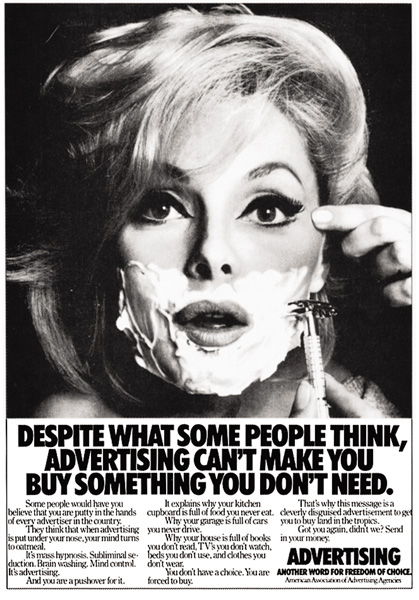 DESPITE WHAT SOME PEOPLE THINK,
ADVERTISING CAN'T MAKE YOU
BUY SOMETHING YOU DON'T NEED.
Some people would have you
believe that you are putty in the hands
of every advertiser in the country.
They think that when advertising
is put under your nose, your mind turns
to oatmeal.
It's mass hypnosis. Subliminal se-
duction. Brain washing. Mind control.
It's advertising.
And you are a pushover for it.
It explains why your kitchen
cupboard is full of food you never eat.
Why your garage is full of cars
you never drive.
Why your house is full of books
you don't read, TV's you don't watch,
beds you don't use, and clothes you
don't wear.
You don't have a choice. You are
forced to buy.
That's why this message is a
cleverly disguised advertisement to get
you to buy land in the tropics.
Got you again, didn't we? Send
in your money.
ADVERTISING
ANOTHER WORD FOR FREEDOM OF CHOICE.
American Association of Advertising Agencies